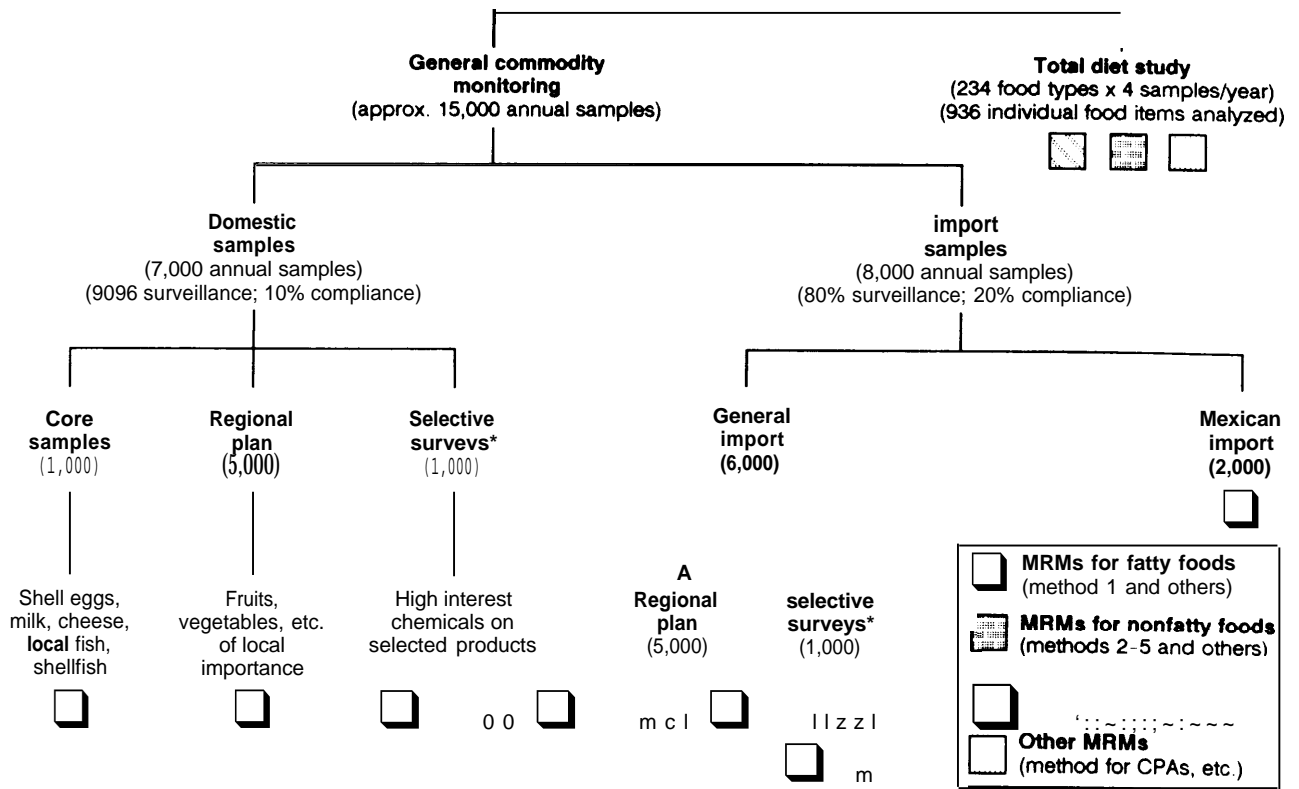 General commodity
monitoring
(approx. 15,000 annual samples)
Total diet study
(234 food types x 4 samples/year)
(936 individual food items analyzed)
Domestic
samples
(7,000 annual samples)
(9096 surveillance; 10% compliance)
import
samples
(8,000 annual samples)
(80% surveillance; 20% compliance)
Core
samples
(1,000)
Regional
plan
(5,000)
Selective
survevs*
(1,000)
General
import
(6,000)
Mexican
import
(2,000)
Shell eggs,
milk, cheese,
local fish,
shellfish
Fruits,
vegetables, etc.
of local
importance
High interest
chemicals on
selected products
A
Regional
plan
(5,000)
selective
surveys*
(1,000)
0 0
m c l
l l z z l
m
MRMs for fatty foods
(method 1 and others)
MRMs for nonfatty foods
(methods 2-5 and others)
Other MRMs
(method for CPAs, etc.)